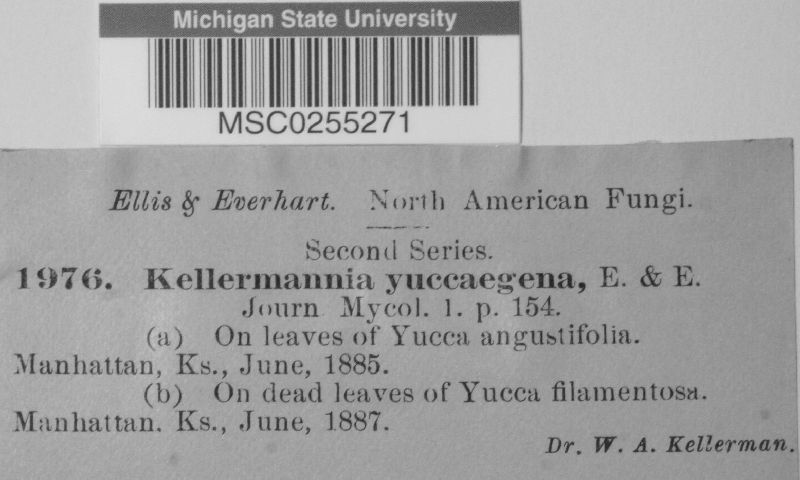 Michigan State University
MSC0255271
Ellis & Everhart. North American Fungi.
Second Series.
1976. Kellermannia yuccaegena, E. & E.
Journ Mycol. 1. p. 154.
(a) On leaves of Yucca angustifolia.
Manhattan, Ks., June, 1885.
(b) On dead leaves of Yucca filamentosa.
Manhattan. Ks., June, 1887.
Dr. W. A. Kellerman.